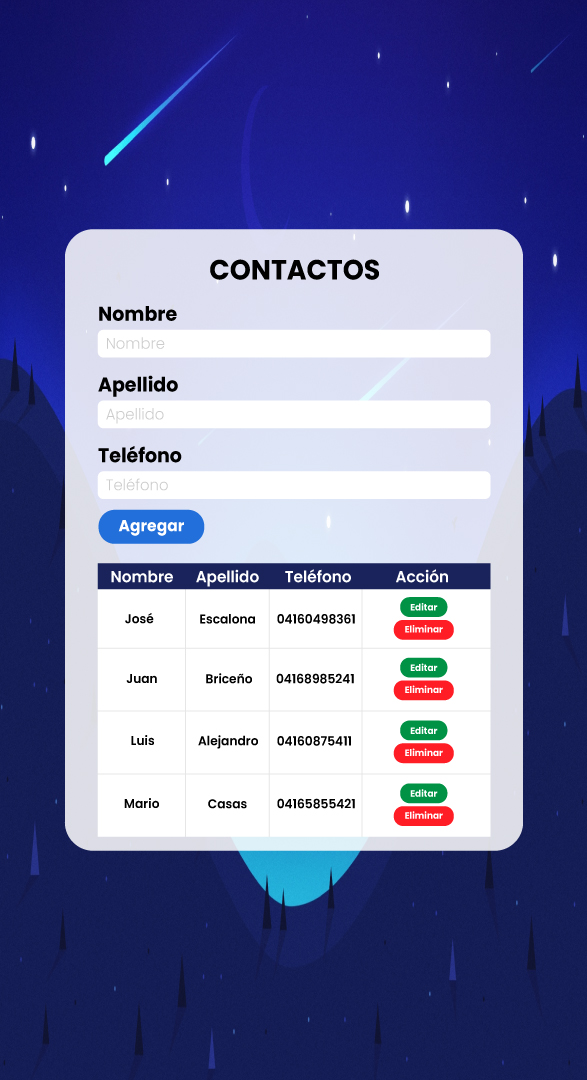 CONTACTOS
Nombre
Nombre
Apellido
Apellido
Teléfono
Teléfono
Agregar
Nombre Apellido Teléfono Acción
José Escalona 04160498361 Editar Eliminar
Juan Briceño 04168985241 Editar Eliminar
Luis Alejandro 04160875411 Editar Eliminar
Mario Casas 04165855421 Editar Eliminar